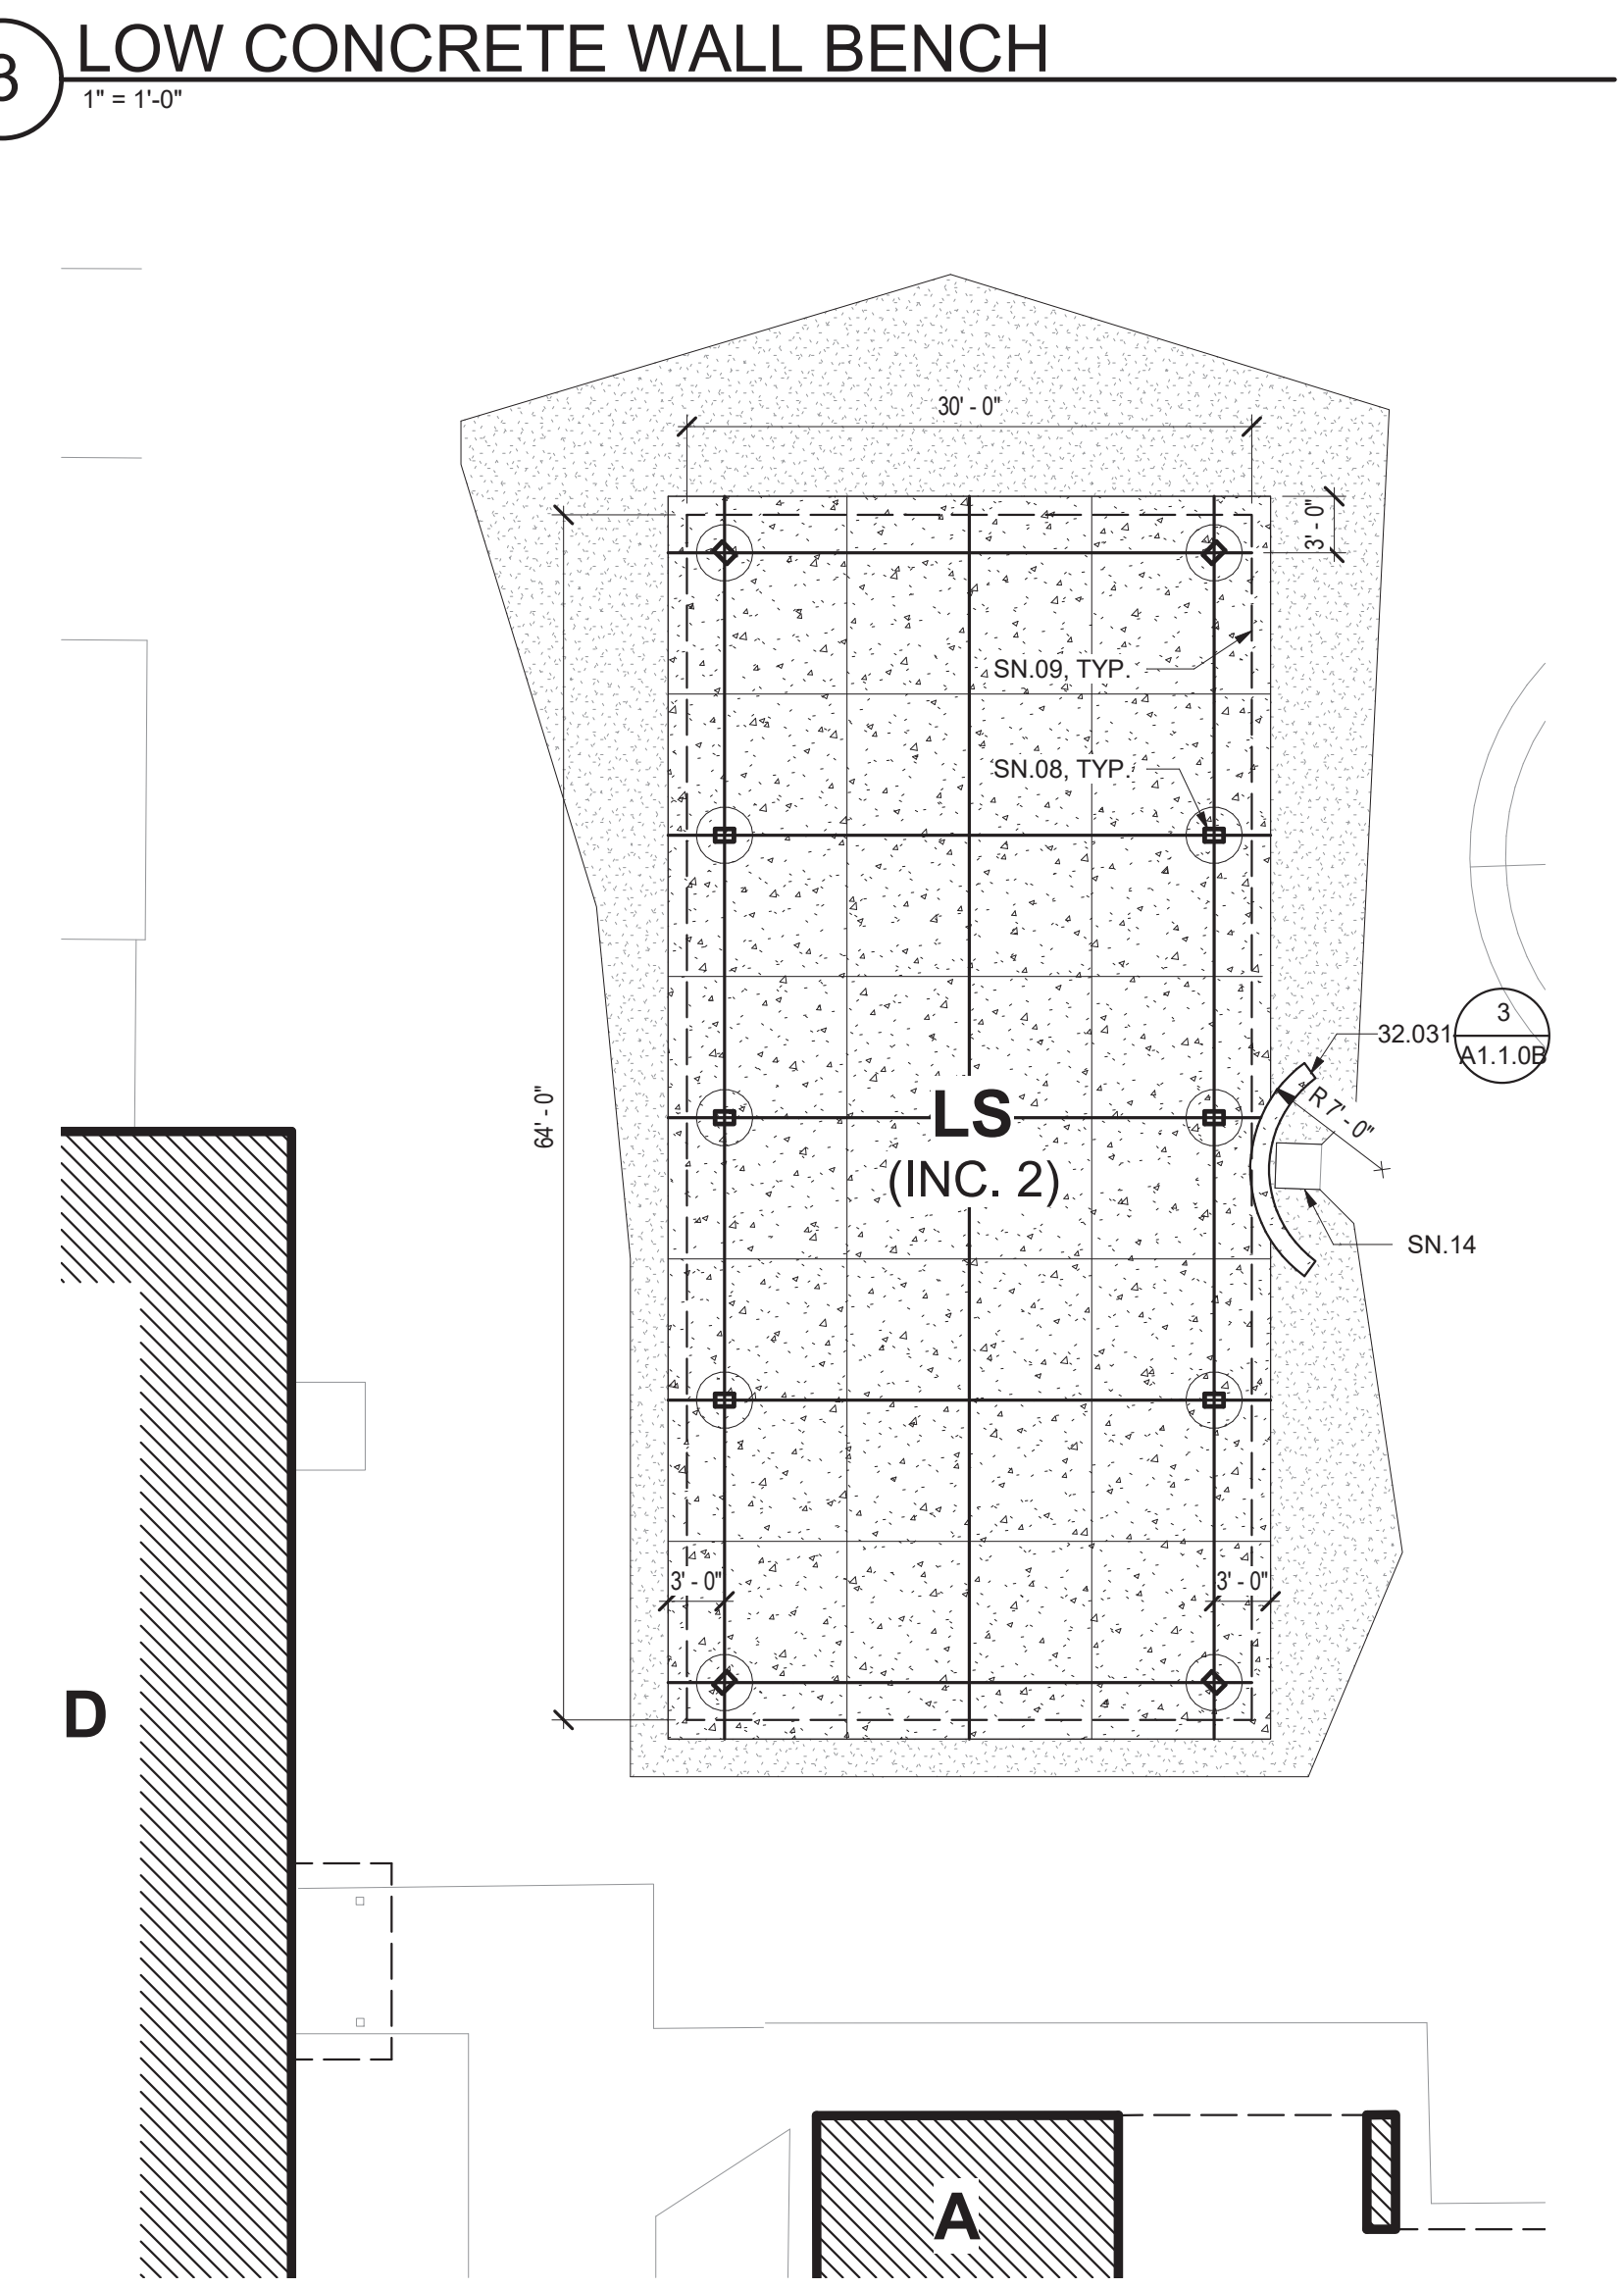 3
LOW CONCRETE WALL BENCH
1" = 1'-0"
30' - 0"
3' - 0"
SN.09, TYP.
SN.08, TYP.
3
32.031
A1.1.0B
64' - 0"
LS
R 7' - 0"
(INC. 2)
SN.14
3' - 0"
3' - 0"
D
A